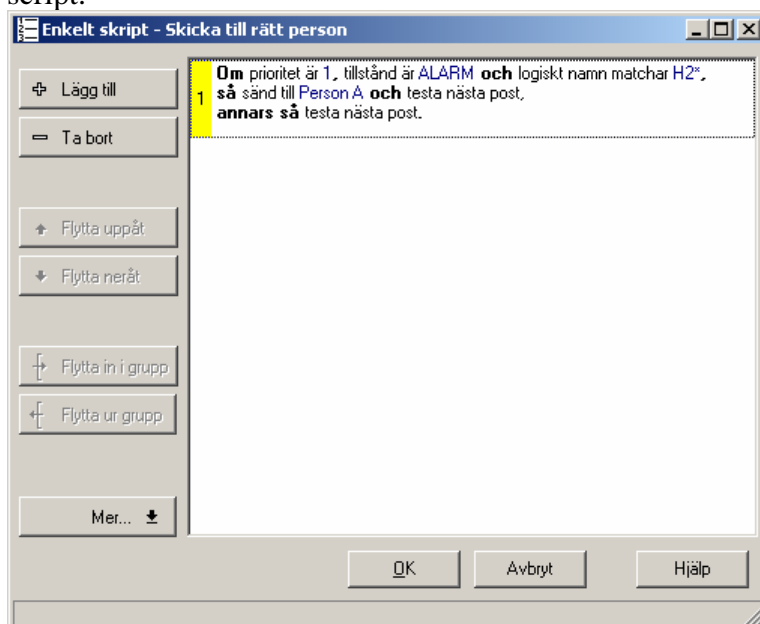 script.
Enkelt skript - Skicka till rätt person
Lägg till
Ta bort
Flytta uppåt
Flytta neråt
Flytta in i grupp
Flytta ur grupp
Mer...
1
Om prioritet är 1, tillstånd är ALARM och logiskt namn matchar H2*,
så sänd till Person A och testa nästa post,
annars så testa nästa post.
OK
Avbryt
Hjälp